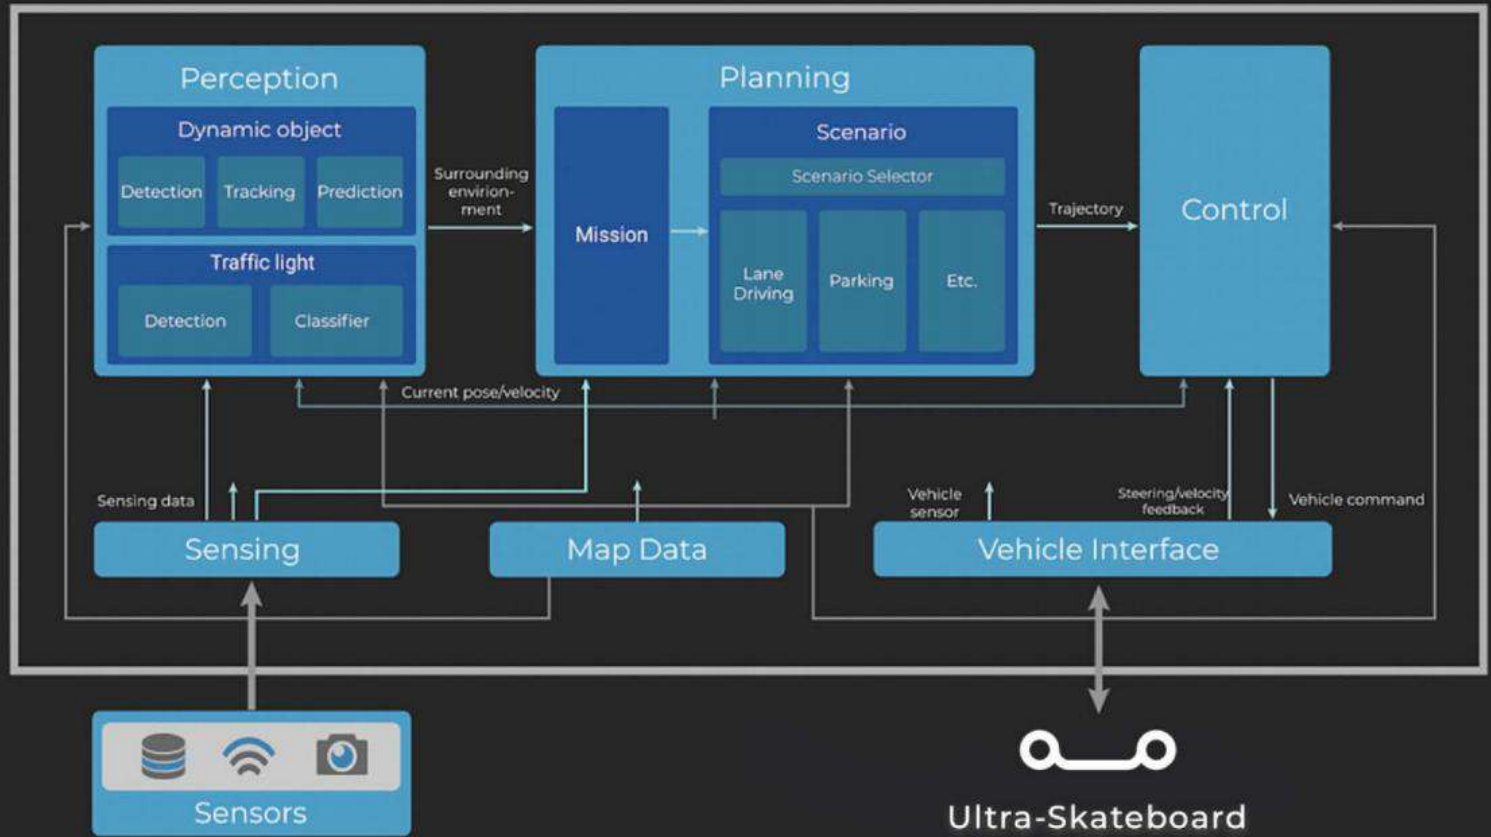 Perception
Dynamic object
Detection
Tracking
Prediction
Traffic light
Detection
Classifier
Surrounding
envirion-
ment
Planning
Mission
Scenario
Scenario Selector
Lane
Driving
Parking
Etc.
Trajectory
Control
Current pose/velocity
Sensing data
Vehicle
sensor
Steering/velocity
feedback
Vehicle command
Sensing
Map Data
Vehicle Interface
Sensors
Ultra-Skateboard